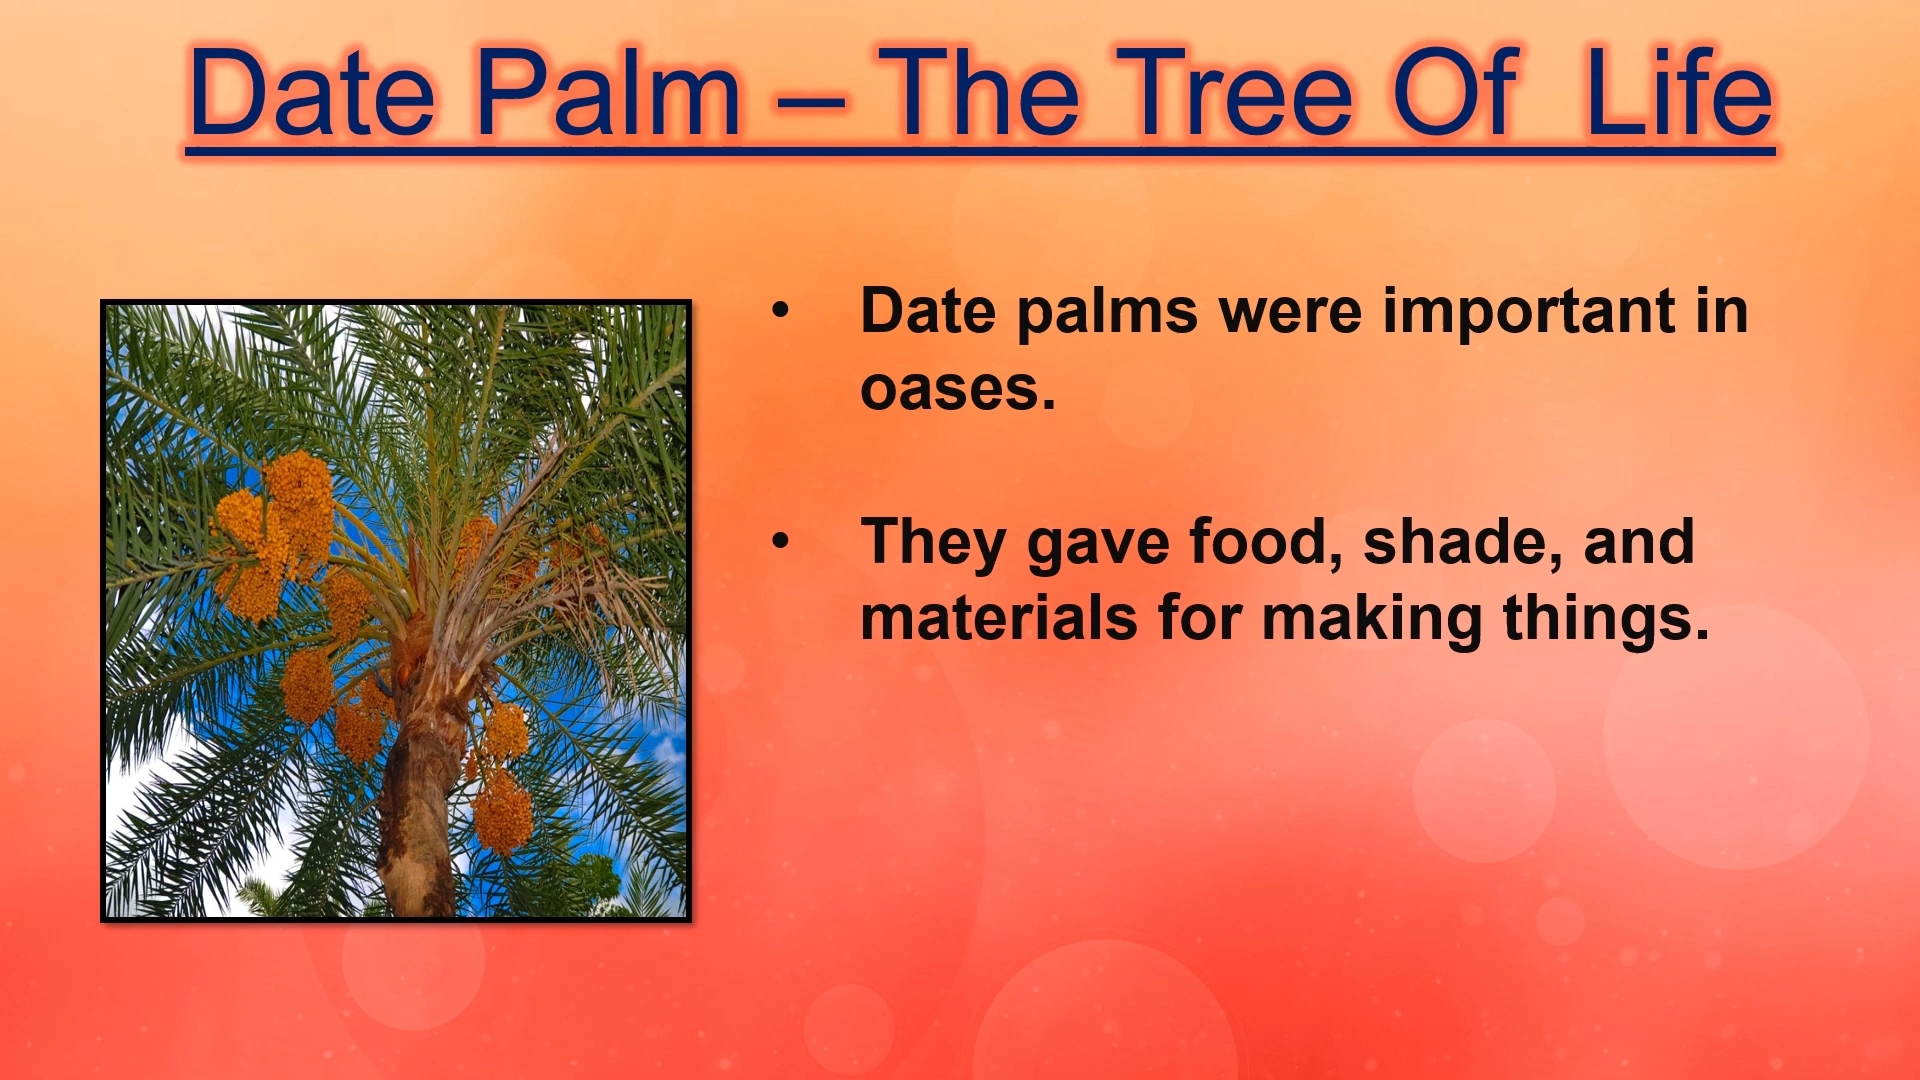 Date Palm – The Tree Of  Life
• Date palms were important in
oases.
• They gave food, shade, and
materials for making things.